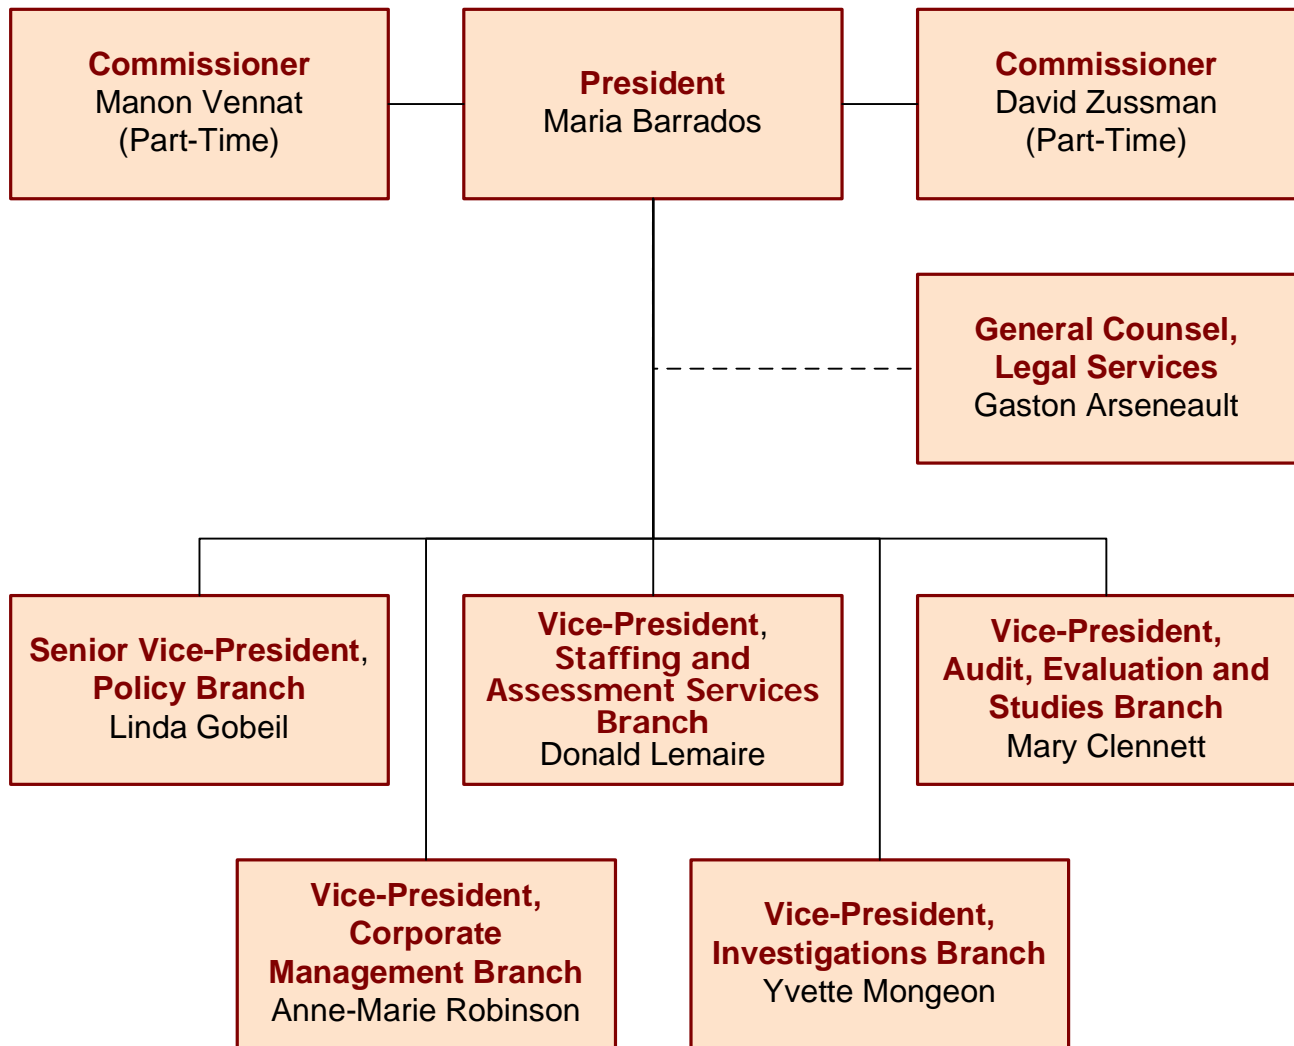 Commissioner
Manon Vennat
(Part-Time)
President
Maria Barrados
Commissioner
David Zussman
(Part-Time)
General Counsel,
Legal Services
Gaston Arseneault
Senior Vice-President,
Policy Branch
Linda Gobeil
Vice-President,
Staffing and
Assessment Services
Branch
Donald Lemaire
Vice-President,
Audit, Evaluation and
Studies Branch
Mary Clennett
Vice-President,
Corporate
Management Branch
Anne-Marie Robinson
Vice-President,
Investigations Branch
Yvette Mongeon